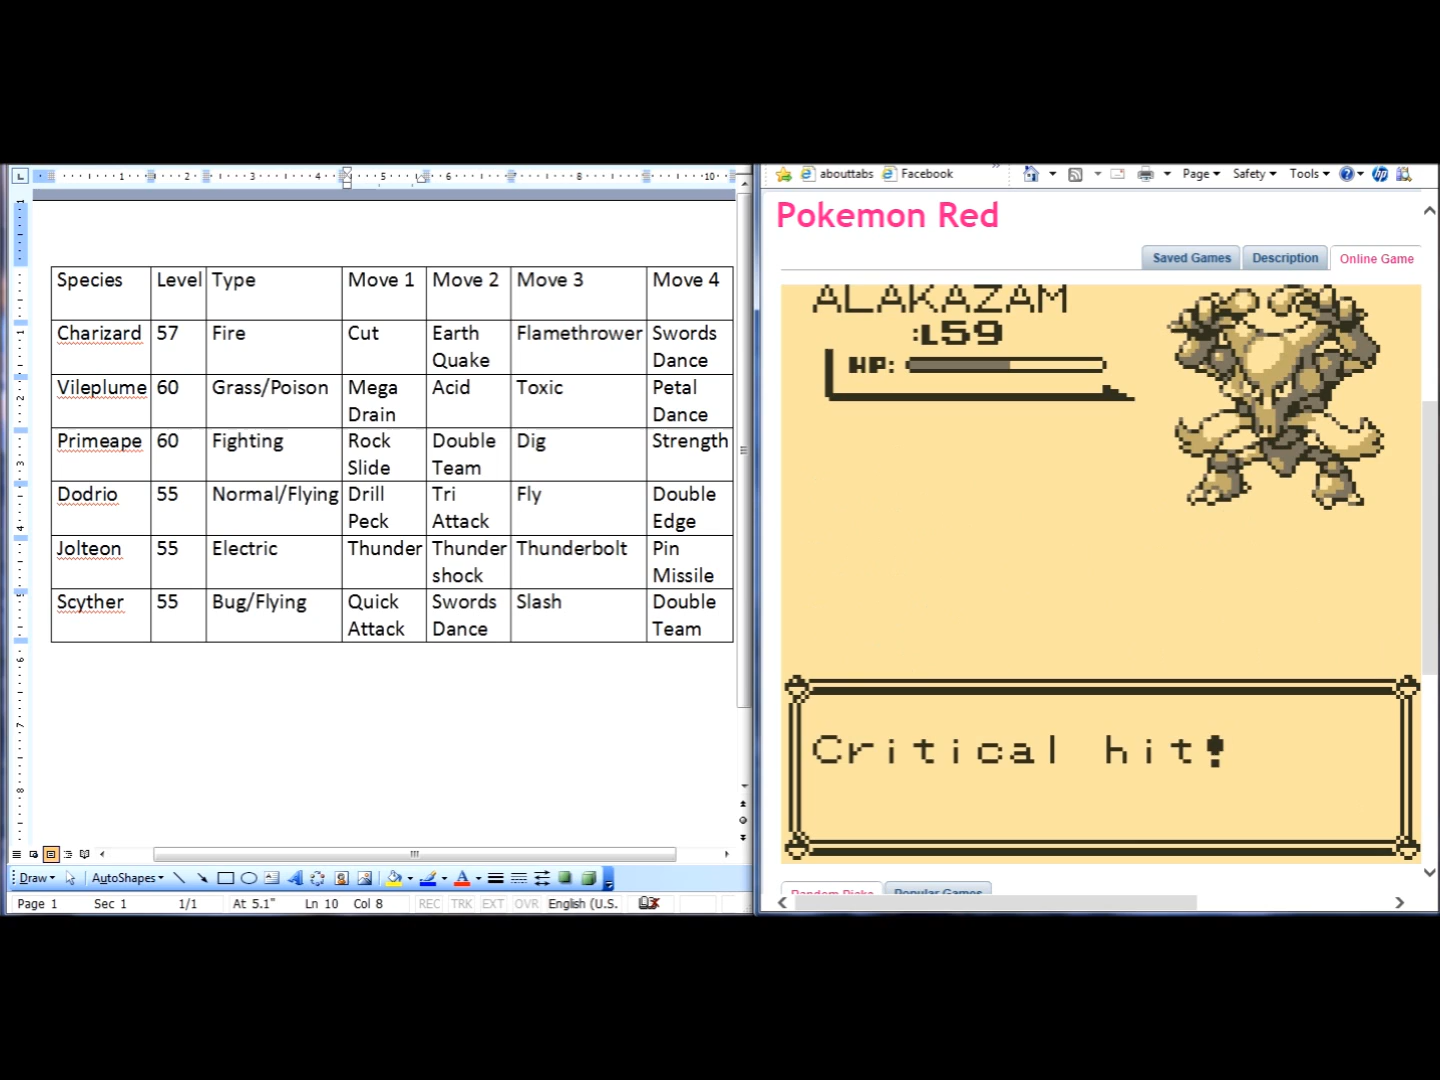 abouttabs Facebook Page Safety Tools
Pokemon Red
Saved Games Description Online Game
Species Level Type Move 1 Move 2 Move 3 Move 4
Charizard 57 Fire Cut Earth Quake Flamethrower Swords Dance
Vileplume 60 Grass/Poison Mega Drain Acid Toxic Petal Dance
Primeape 60 Fighting Rock Slide Double Team Dig Strength
Dodrio 55 Normal/Flying Drill Peck Tri Attack Fly Double Edge
Jolteon 55 Electric Thunder Thunder shock Thunderbolt Pin Missile
Scyther 55 Bug/Flying Quick Attack Swords Dance Slash Double Team
Draw AutoShapes
Page 1 Sec 1 1/1 At 5.1" Ln 10 Col 8 REC TRK EXT OVR English (U.S.
ALAKAZAM
:L59
HP:
Critical hit!
Random Picks Popular Games